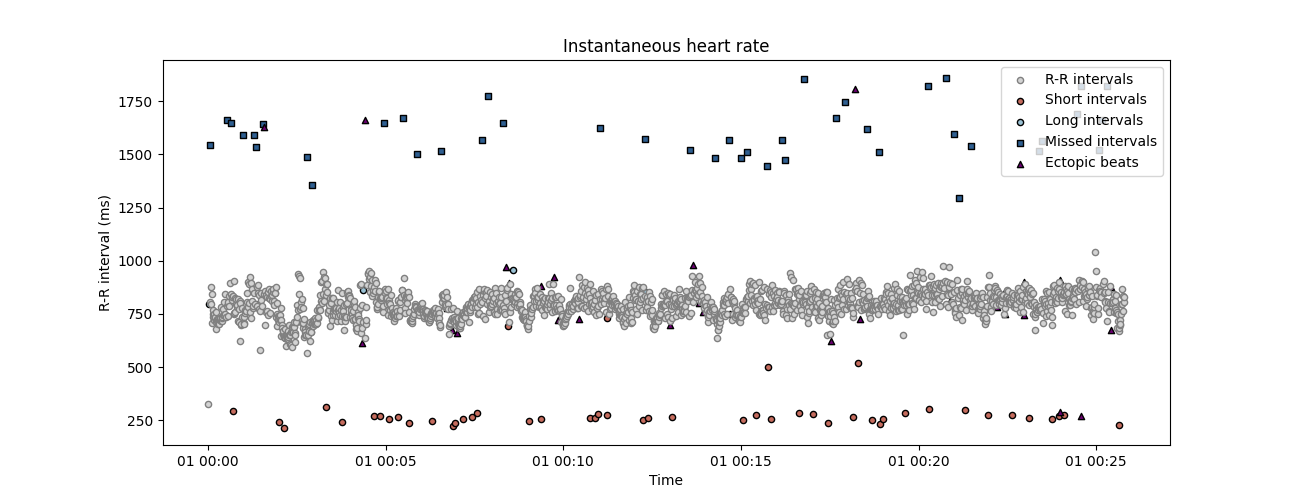 Instantaneous heart rate
R-R intervals
Short intervals
Long intervals
Missed intervals
Ectopic beats
R-R interval (ms)
1750
1500
1250
1000
750
500
250
01 00:00 01 00:05 01 00:10 01 00:15 01 00:20 01 00:25
Time